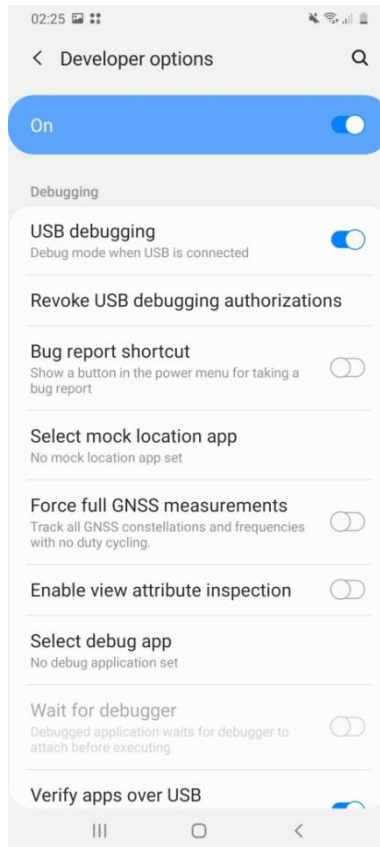 02:25
Developer options
On
Debugging
USB debugging
Debug mode when USB is connected
Revoke USB debugging authorizations
Bug report shortcut
Show a button in the power menu for taking a
bug report
Select mock location app
No mock location app set
Force full GNSS measurements
Track all GNSS constellations and frequencies
with no duty cycling.
Enable view attribute inspection
Select debug app
No debug application set
Wait for debugger
Debugged application waits for debugger to
attach before executing
Verify apps over USB